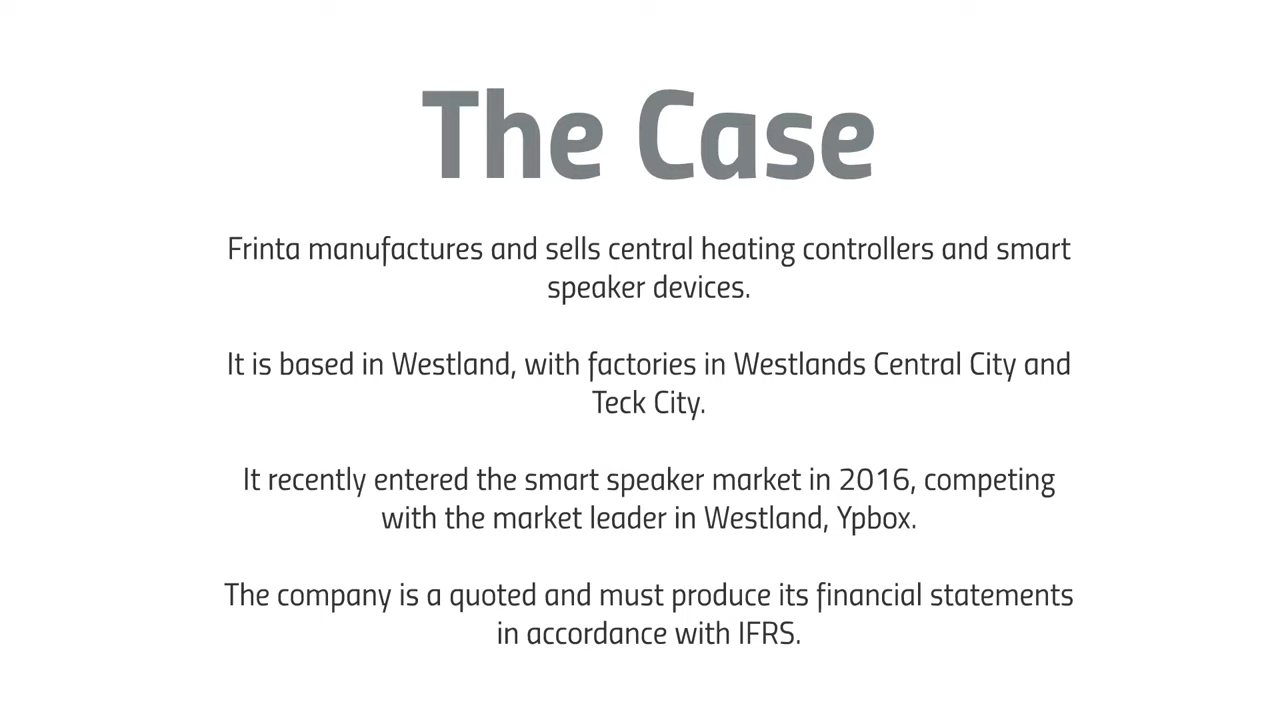 The Case
Frinta manufactures and sells central heating controllers and smart
speaker devices.
It is based in Westland, with factories in Westlands Central City and
Teck City.
It recently entered the smart speaker market in 2016, competing
with the market leader in Westland, Ypbox.
The company is a quoted and must produce its financial statements
in accordance with IFRS.